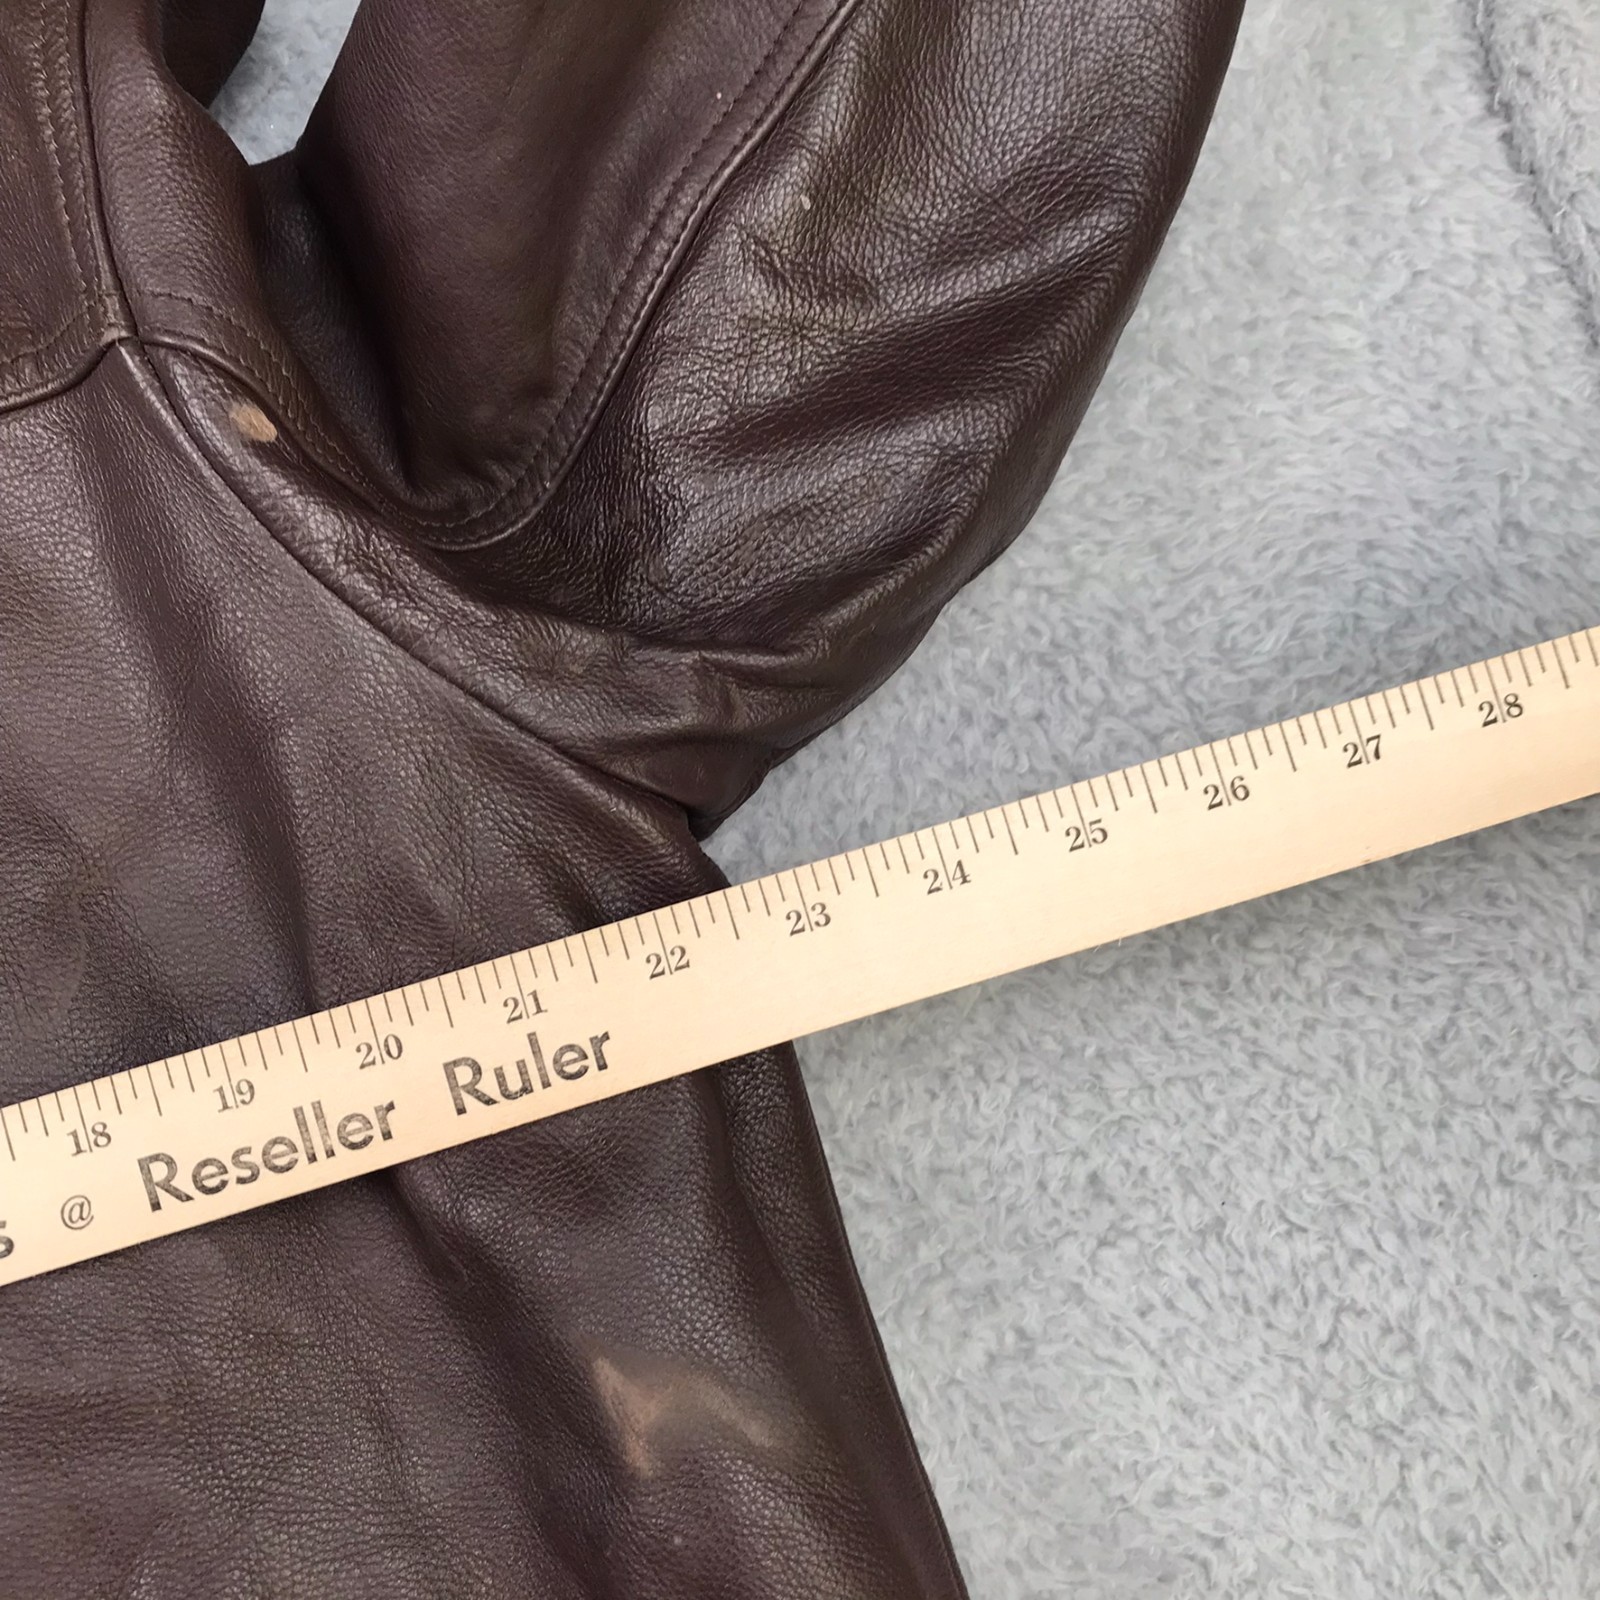 18 19 20 21 22 23 24 25 26 27 28
s @ Reseller Ruler